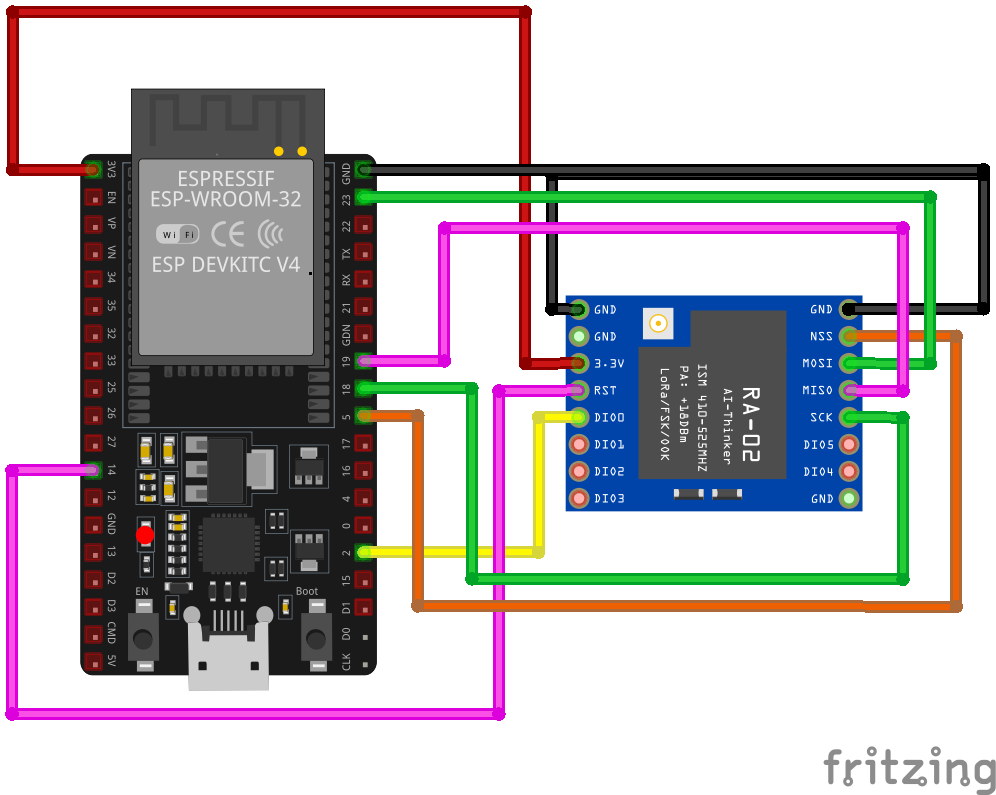 ESPRESSIF
ESP-WROOM-32
Wi Fi
CE
ESP DEVKITC V4
3V3
EN
VP
VN
34
35
32
33
25
26
27
14
12
GND
13
D2
D3
CMD
5V
GND
23
22
TX
RX
21
GDN
19
18
5
17
16
4
0
2
15
D1
D0
CLK
EN
Boot
GND
GND
3.3V
RST
DIO0
DIO1
DIO2
DIO3
GND
NSS
MOSI
MISO
SCK
DIO5
DIO4
GND
RA-02
AI-Thinker
ISM 410-525MHZ
PA: +18DBm
LoRa/FSK/OOK
fritzing